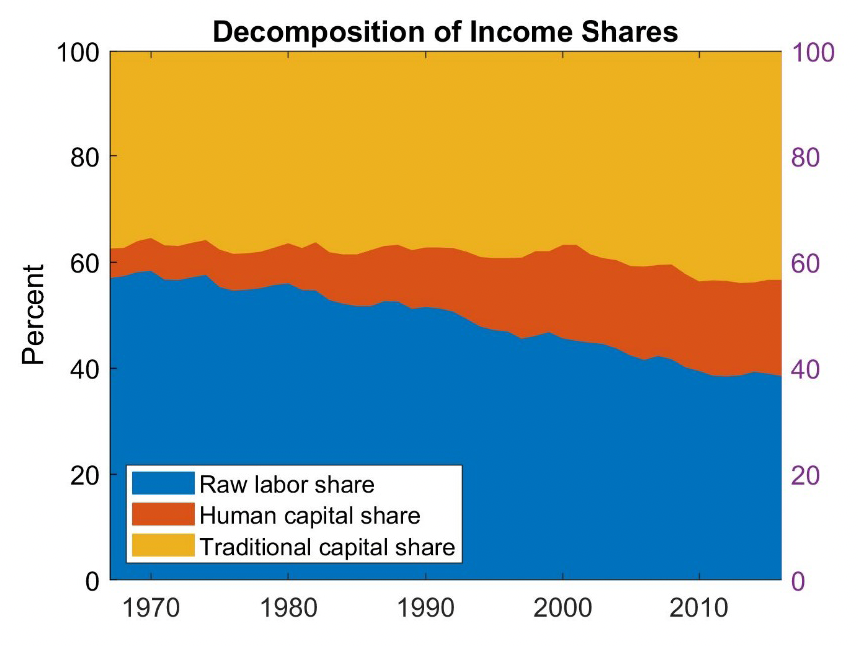 Decomposition of Income Shares
100
80
60
40
20
0
Percent
100
80
60
40
20
0
Raw labor share
Human capital share
Traditional capital share
1970 1980 1990 2000 2010